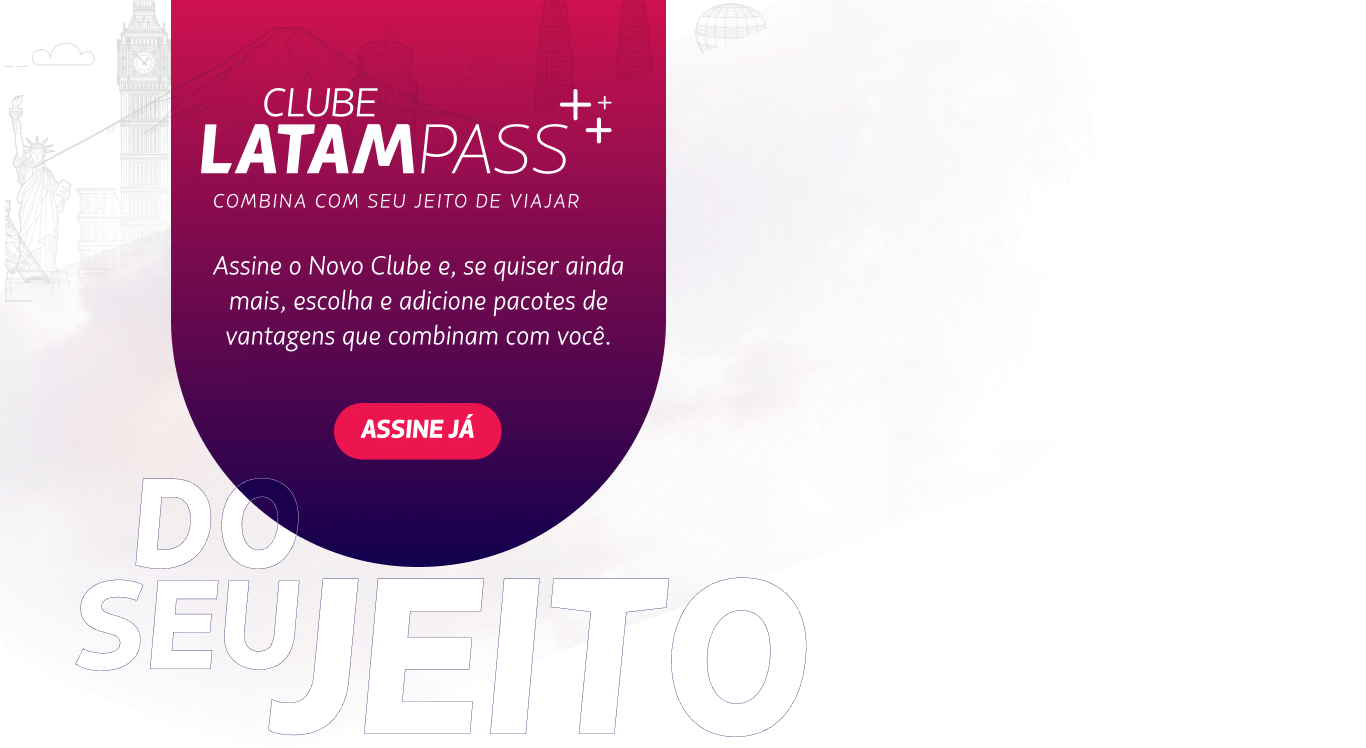 CLUBE
LATAMPASS
COMBINA COM SEU JEITO DE VIAJAR
Assine o Novo Clube e, se quiser ainda
mais, escolha e adicione pacotes de
vantagens que combinam com você.
ASSINE JÁ
DO
SEU JEITO